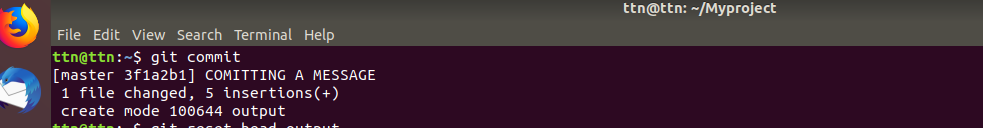 ttn@ttn: ~/Myproject
File Edit View Search Terminal Help
ttn@ttn:~$ git commit
[master 3f1a2b1] COMITTING A MESSAGE
 1 file changed, 5 insertions(+)
 create mode 100644 output
ttn@ttn:~$ git reset head output